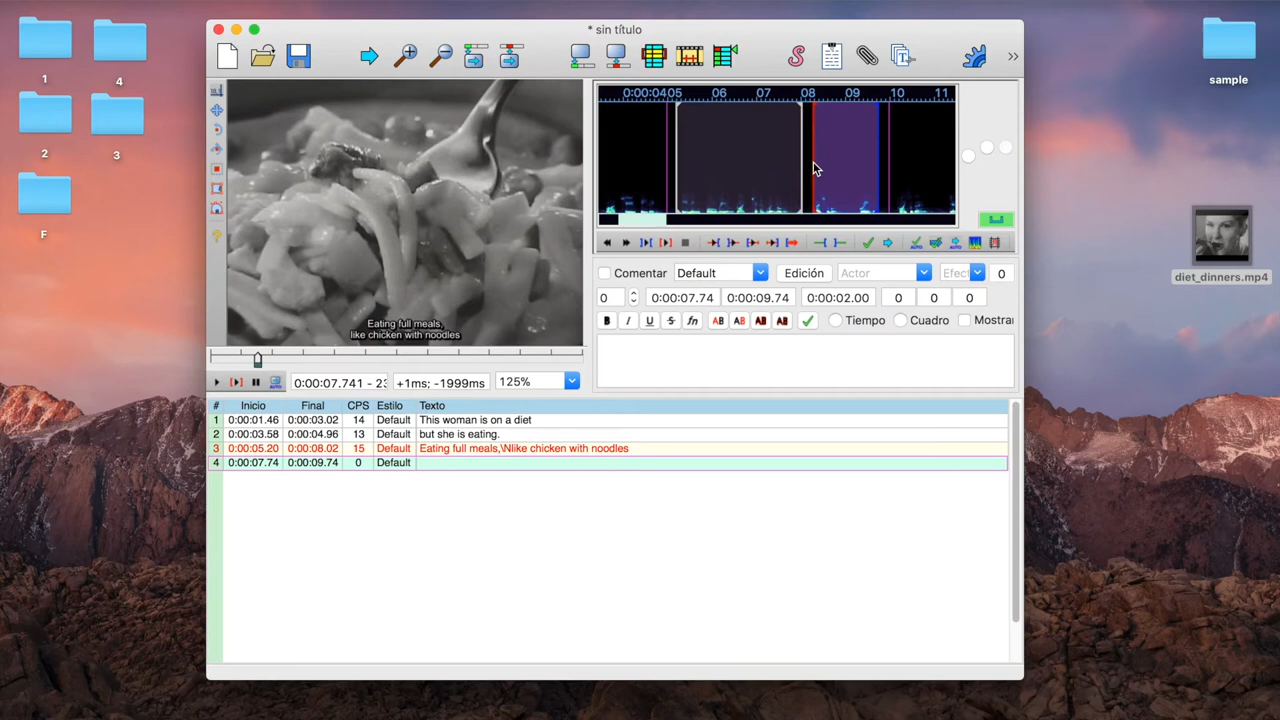 * sin título
0:00:04 05 06 07 08 09 10 11
Comentar Default Edición Actor Efect 0
0 0:00:07.74 0:00:09.74 0:00:02.00 0 0 0
B I U S fn AB AB AB AB Tiempo Cuadro Mostrar
Eating full meals,
like chicken with noodles
0:00:07.741 - 23 +1ms; -1999ms 125%
# Inicio Final CPS Estilo Texto
1 0:00:01.46 0:00:03.02 14 Default This woman is on a diet
2 0:00:03.58 0:00:04.96 13 Default but she is eating.
3 0:00:05.20 0:00:08.02 15 Default Eating full meals,\Nlike chicken with noodles
4 0:00:07.74 0:00:09.74 0 Default
1
4
2
3
F
sample
diet_dinners.mp4